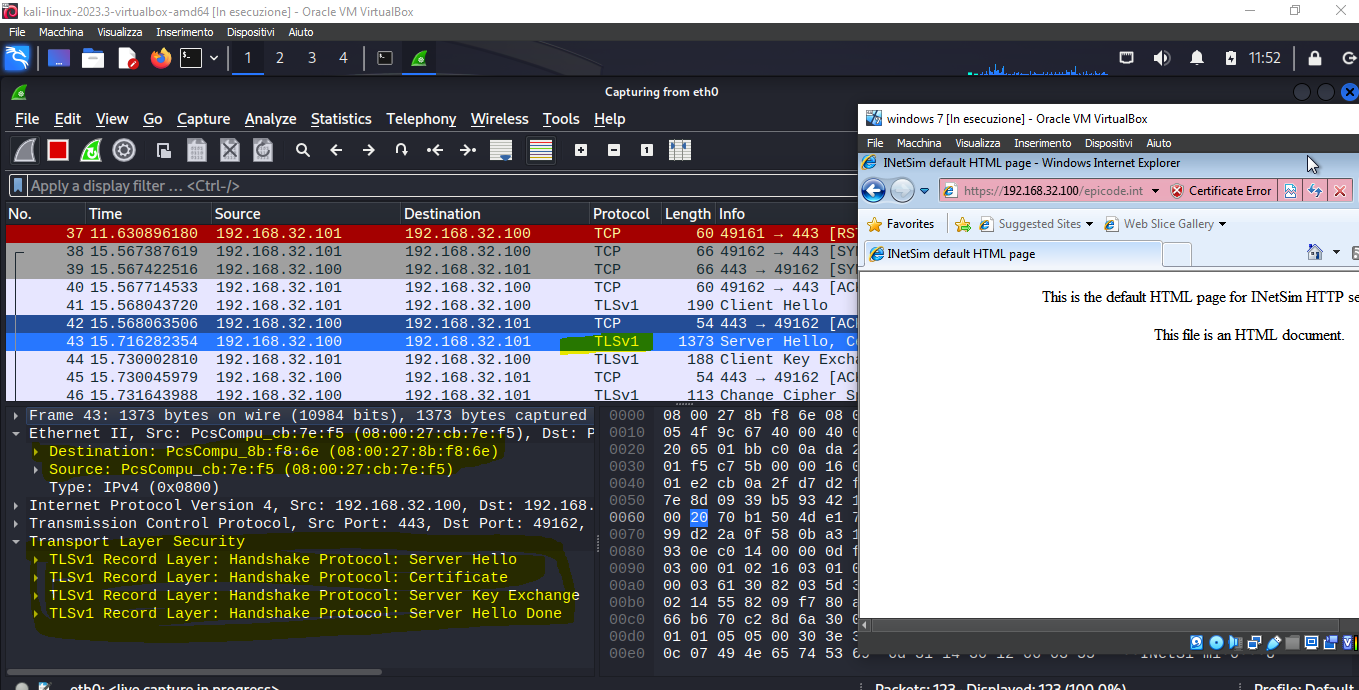 kali-linux-2023.3-virtualbox-amd64 [In esecuzione] - Oracle VM VirtualBox
File Macchina Visualizza Inserimento Dispositivi Aiuto
1 2 3 4 11:52
Capturing from eth0
File Edit View Go Capture Analyze Statistics Telephony Wireless Tools Help
Apply a display filter … <Ctrl-/>
No. Time Source Destination Protocol Length Info
37 11.630896180 192.168.32.101 192.168.32.100 TCP 60 49161 → 443 [RST
38 15.567387619 192.168.32.101 192.168.32.100 TCP 66 49162 → 443 [SY
39 15.567422516 192.168.32.100 192.168.32.101 TCP 66 443 → 49162 [SY
40 15.567714533 192.168.32.101 192.168.32.100 TCP 60 49162 → 443 [AC
41 15.568043720 192.168.32.101 192.168.32.100 TLSv1 190 Client Hello
42 15.568063506 192.168.32.100 192.168.32.101 TCP 54 443 → 49162 [AC
43 15.716282354 192.168.32.100 192.168.32.101 TLSv1 1373 Server Hello, Ce
44 15.730002810 192.168.32.101 192.168.32.100 TLSv1 188 Client Key Excha
45 15.730045979 192.168.32.100 192.168.32.101 TCP 54 443 → 49162 [AC
46 15.731643988 192.168.32.100 192.168.32.101 TLSv1 113 Change Cipher Sp
Frame 43: 1373 bytes on wire (10984 bits), 1373 bytes captured
Ethernet II, Src: PcsCompu_cb:7e:f5 (08:00:27:cb:7e:f5), Dst: P
Destination: PcsCompu_8b:f8:6e (08:00:27:8b:f8:6e)
Source: PcsCompu_cb:7e:f5 (08:00:27:cb:7e:f5)
Type: IPv4 (0x0800)
Internet Protocol Version 4, Src: 192.168.32.100, Dst: 192.168.
Transmission Control Protocol, Src Port: 443, Dst Port: 49162,
Transport Layer Security
TLSv1 Record Layer: Handshake Protocol: Server Hello
TLSv1 Record Layer: Handshake Protocol: Certificate
TLSv1 Record Layer: Handshake Protocol: Server Key Exchange
TLSv1 Record Layer: Handshake Protocol: Server Hello Done
0000 08 00 27 8b f8 6e 08 0
0010 05 4f 9c 67 40 00 40 0
0020 20 65 01 bb c0 0a da 2
0030 01 f5 c7 5b 00 00 16 0
0040 01 e2 cb 0a 2f d7 d2 f
0050 7e 8d 09 39 b5 93 42 1
0060 00 20 70 b1 50 4d e1 7
0070 99 d2 2a 0f 58 0b a3 1
0080 93 0e c0 14 00 00 0d f
0090 03 00 01 02 16 03 01 0
00a0 00 03 61 30 82 03 5d 3
00b0 02 14 55 82 09 f7 80 a
00c0 66 b6 70 c2 8d 6a 30 0
00d0 01 01 05 05 00 30 3e 3
00e0 0c 07 49 4e 65 74 53 69
eth0: <live capture in progress>
Packets: 123 Displayed: 123 (100.0%)
Profile: Default
windows 7 [In esecuzione] - Oracle VM VirtualBox
File Macchina Visualizza Inserimento Dispositivi Aiuto
INetSim default HTML page - Windows Internet Explorer
https://192.168.32.100/epicode.int Certificate Error
Favorites Suggested Sites Web Slice Gallery
INetSim default HTML page
This is the default HTML page for INetSim HTTP se
This file is an HTML document.